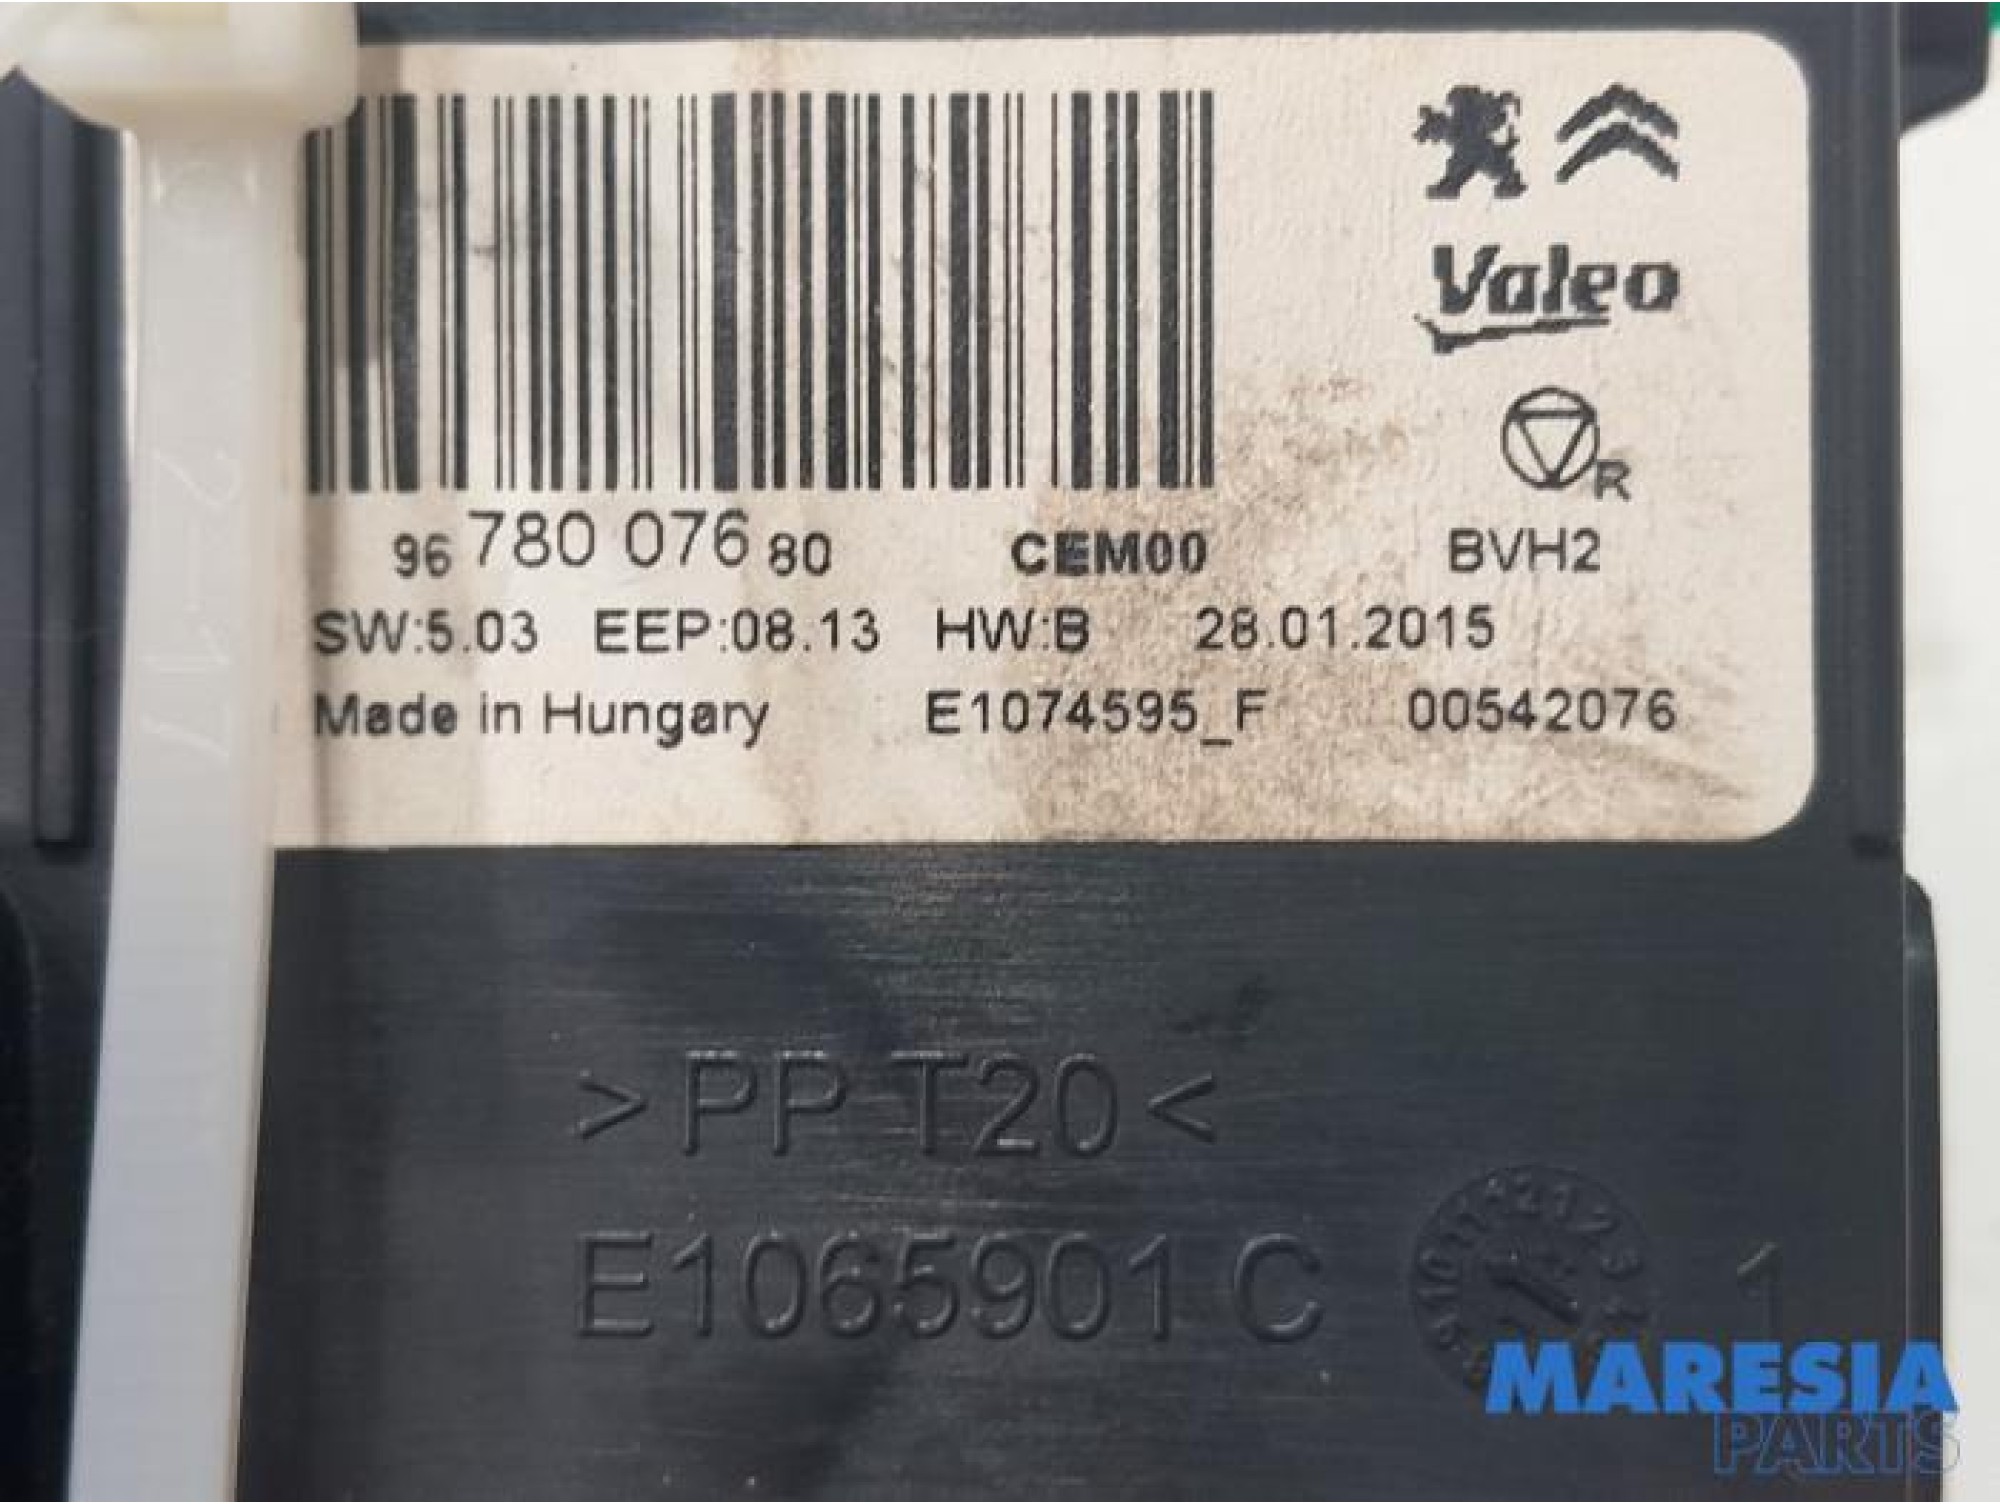 Valeo
R
96 780 076 80 CEM00 BVH2
SW:5.03 EEP:08.13 HW:B 28.01.2015
Made in Hungary E1074595_F 00542076
>PP T20<
E1065901 C 1
MARESIA
PARTS